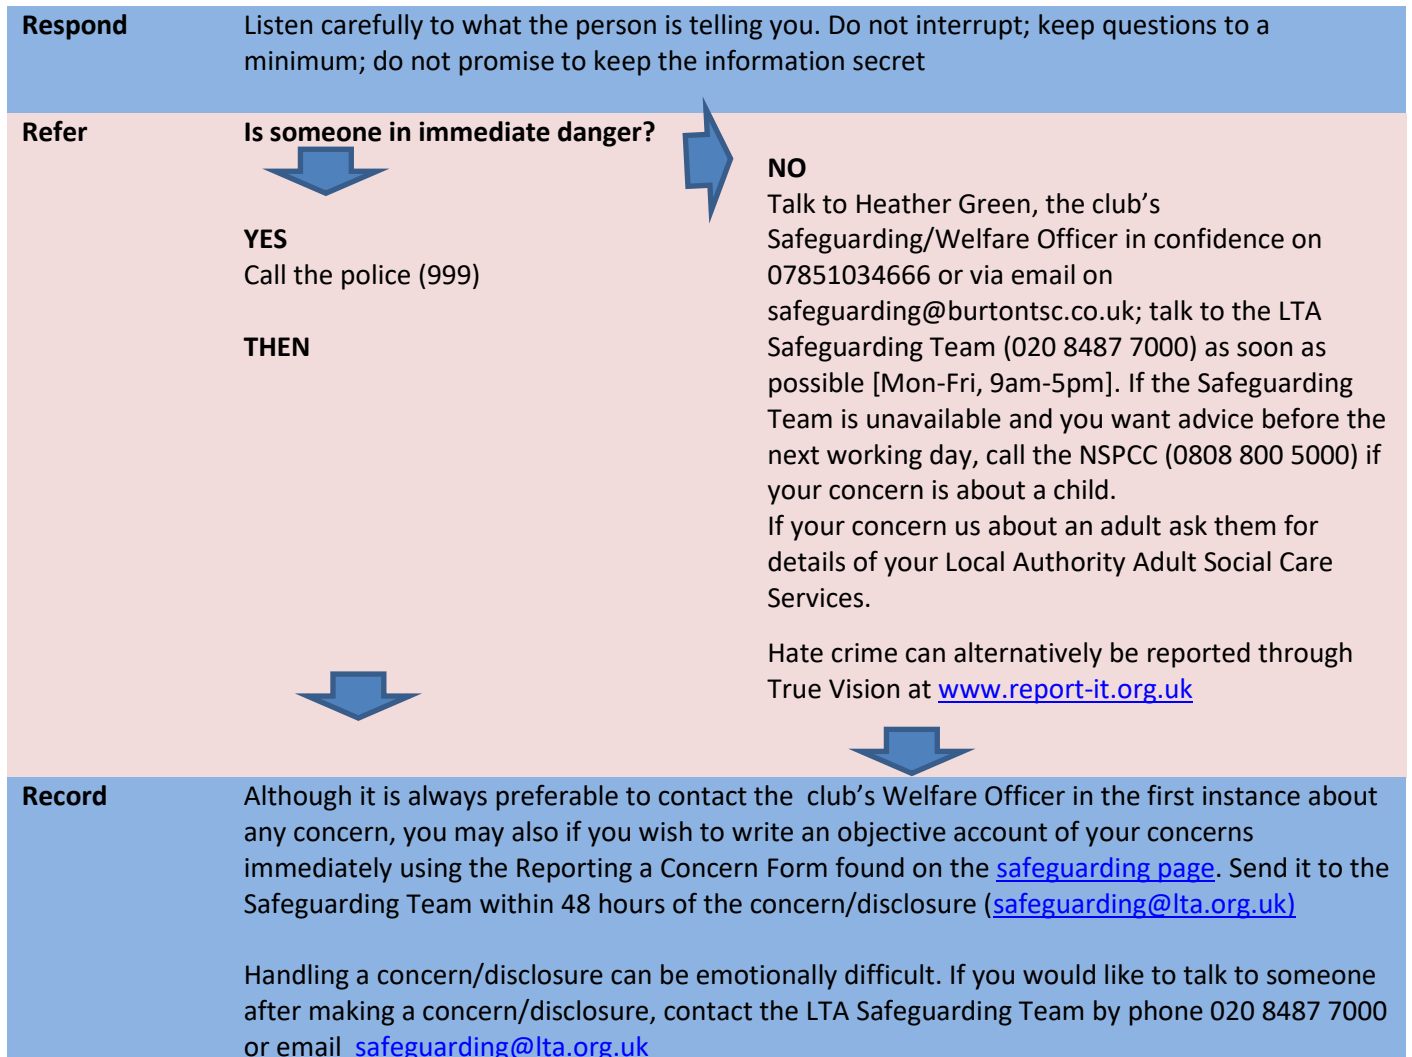 Respond
Listen carefully to what the person is telling you. Do not interrupt; keep questions to a
minimum; do not promise to keep the information secret
Refer
Is someone in immediate danger?
YES
Call the police (999)
THEN
NO
Talk to Heather Green, the club’s
Safeguarding/Welfare Officer in confidence on
07851034666 or via email on
safeguarding@burtontsc.co.uk; talk to the LTA
Safeguarding Team (020 8487 7000) as soon as
possible [Mon-Fri, 9am-5pm]. If the Safeguarding
Team is unavailable and you want advice before the
next working day, call the NSPCC (0808 800 5000) if
your concern is about a child.
If your concern us about an adult ask them for
details of your Local Authority Adult Social Care
Services.
Hate crime can alternatively be reported through
True Vision at www.report-it.org.uk
Record
Although it is always preferable to contact the club’s Welfare Officer in the first instance about
any concern, you may also if you wish to write an objective account of your concerns
immediately using the Reporting a Concern Form found on the safeguarding page. Send it to the
Safeguarding Team within 48 hours of the concern/disclosure (safeguarding@lta.org.uk)
Handling a concern/disclosure can be emotionally difficult. If you would like to talk to someone
after making a concern/disclosure, contact the LTA Safeguarding Team by phone 020 8487 7000
or email safeguarding@lta.org.uk